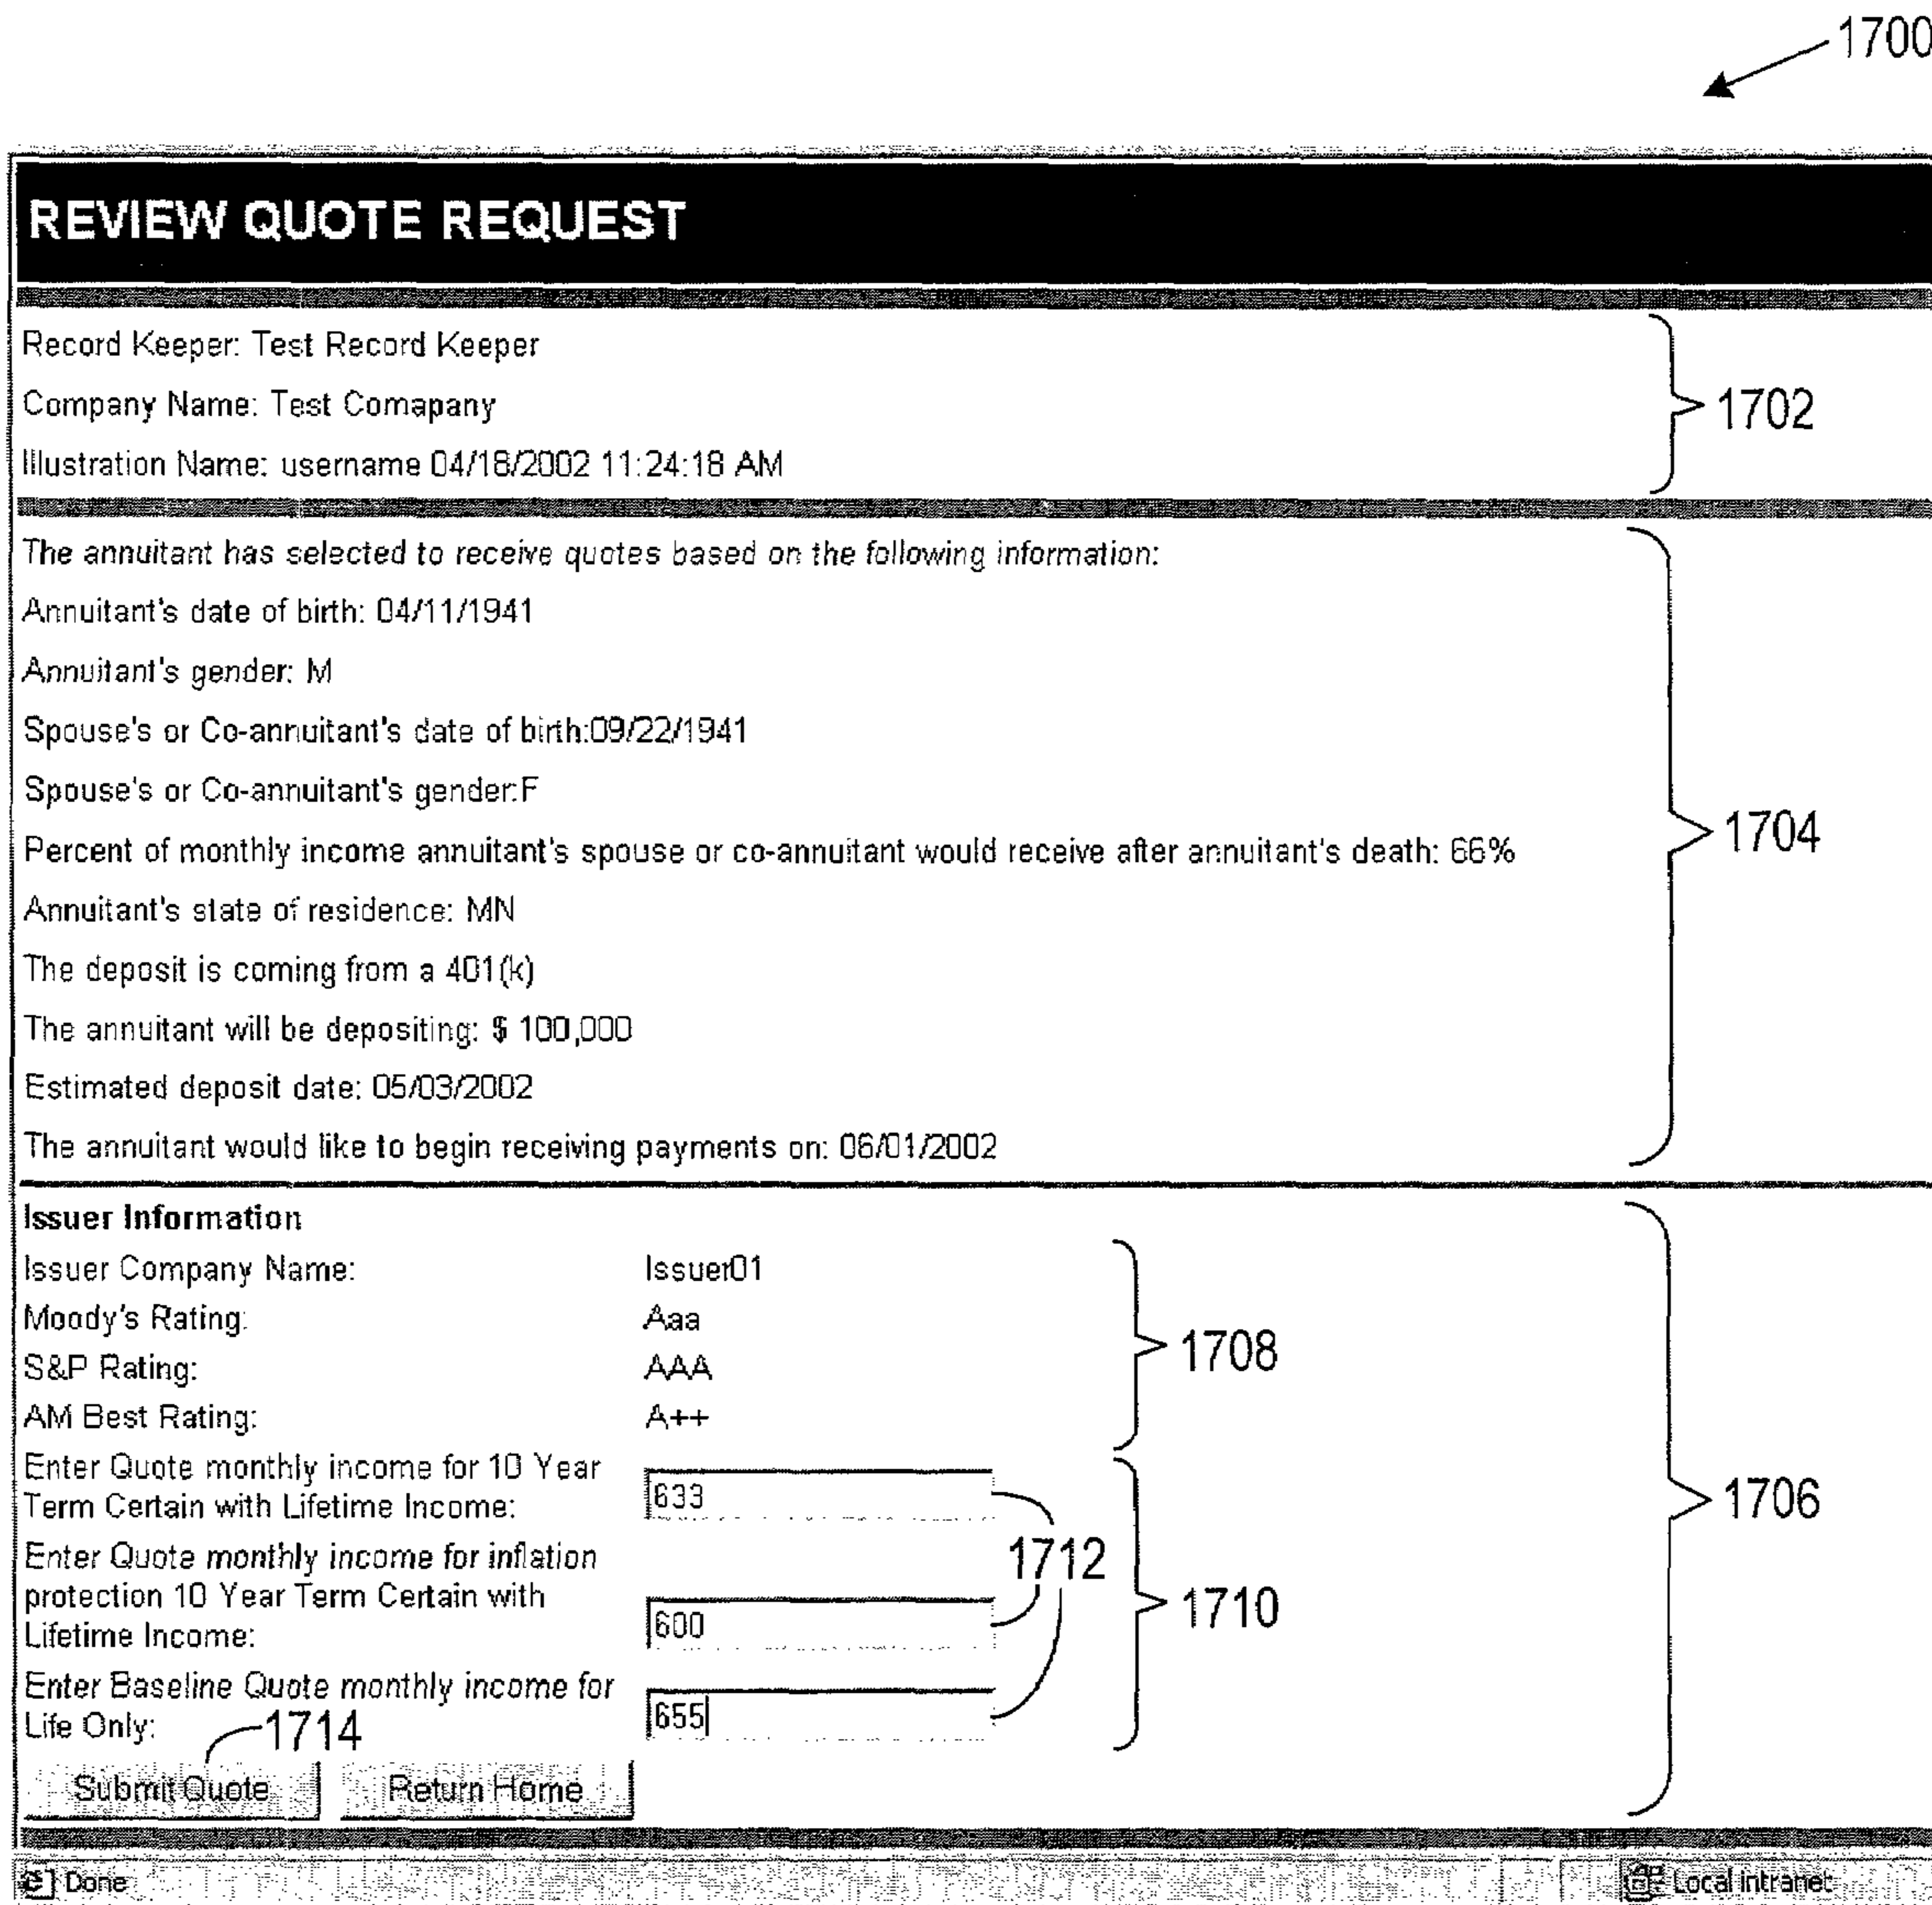 1700
REVIEW QUOTE REQUEST
Record Keeper: Test Record Keeper
Company Name: Test Comapany
Illustration Name: username 04/18/2002 11:24:18 AM
1702
The annuitant has selected to receive quotes based on the following information:
Annuitant's date of birth: 04/11/1941
Annuitant's gender: M
Spouse's or Co-annuitant's date of birth:09/22/1941
Spouse's or Co-annuitant's gender:F
Percent of monthly income annuitant's spouse or co-annuitant would receive after annuitant's death: 66%
Annuitant's state of residence: MN
The deposit is coming from a 401(k)
The annuitant will be depositing: $ 100,000
Estimated deposit date: 05/03/2002
The annuitant would like to begin receiving payments on: 06/01/2002
1704
Issuer Information
Issuer Company Name: Issuer01
Moody's Rating: Aaa
S&P Rating: AAA
AM Best Rating: A++
1708
Enter Quote monthly income for 10 Year
Term Certain with Lifetime Income: 633
Enter Quote monthly income for inflation
protection 10 Year Term Certain with
Lifetime Income: 600
Enter Baseline Quote monthly income for
Life Only: 655
1712
1710
1706
1714
Submit Quote Return Home
Done Local intranet